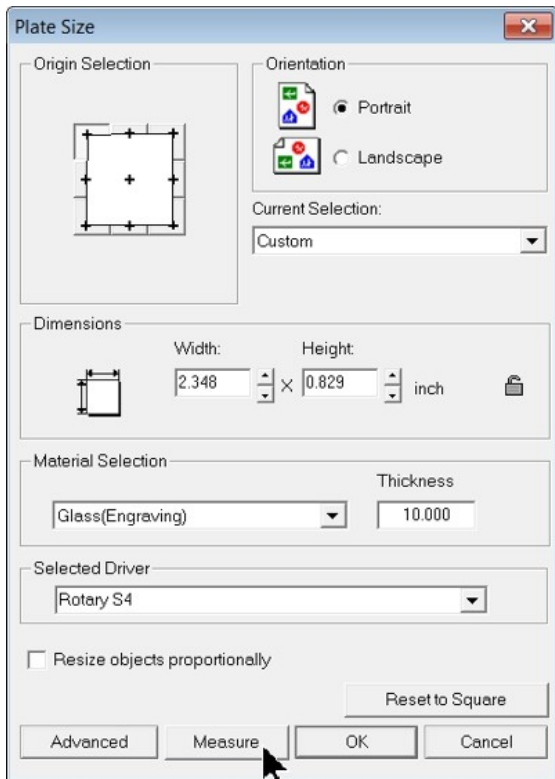 Plate Size
Origin Selection
Orientation
Portrait
Landscape
Current Selection:
Custom
Dimensions
Width:
Height:
2.348
X
0.829
inch
Material Selection
Thickness
Glass(Engraving)
10.000
Selected Driver
Rotary S4
Resize objects proportionally
Reset to Square
Advanced
Measure
OK
Cancel